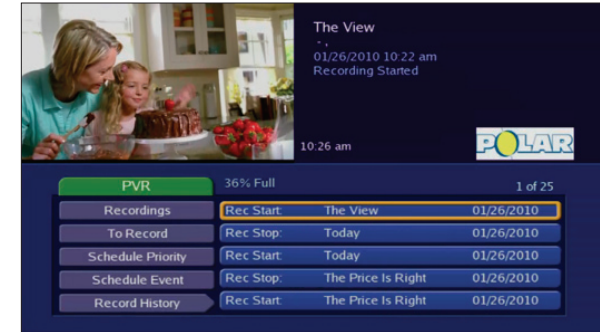 The View
- ,
01/26/2010 10:22 am
Recording Started
10:26 am
POLAR
PVR 36% Full 1 of 25
Recordings Rec Start: The View 01/26/2010
To Record Rec Stop: Today 01/26/2010
Schedule Priority Rec Start: Today 01/26/2010
Schedule Event Rec Stop: The Price Is Right 01/26/2010
Record History Rec Start: The Price Is Right 01/26/2010